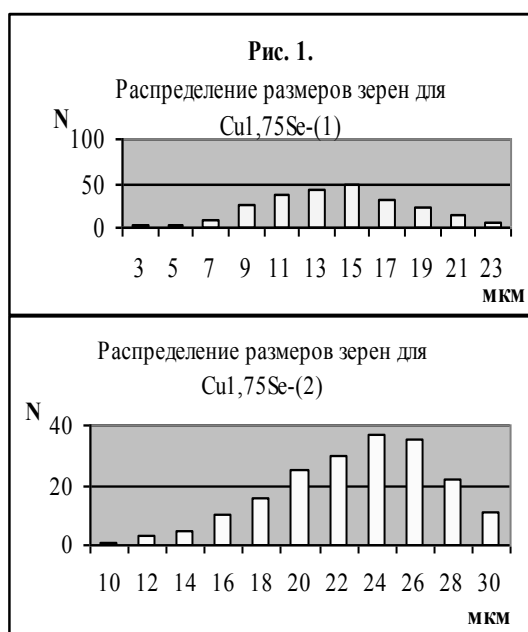 Рис. 1.
Распределение размеров зерен для
Cu1,75Se-(1)
N
100
50
0
3 5 7 9 11 13 15 17 19 21 23
мкм
Распределение размеров зерен для
Cu1,75Se-(2)
N
40
20
0
10 12 14 16 18 20 22 24 26 28 30
мкм